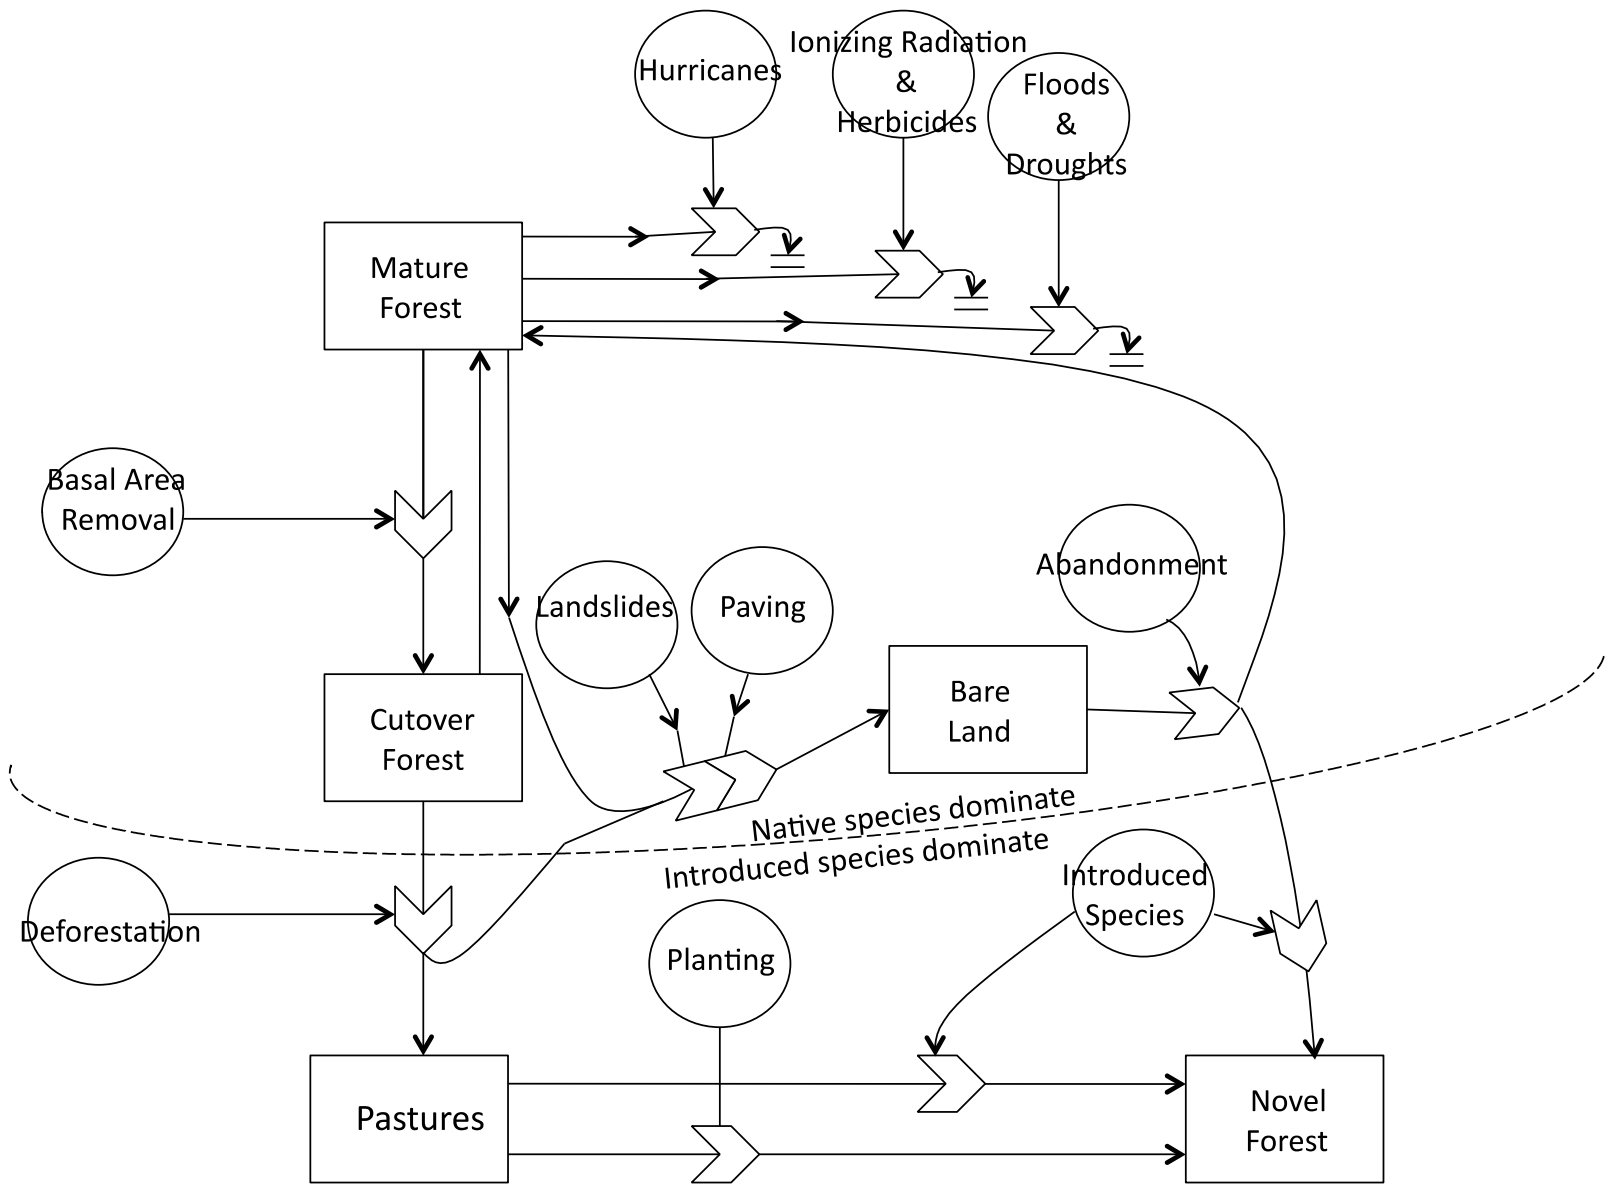 Hurricanes
Ionizing Radiation
&
Herbicides
Floods
&
Droughts
Mature
Forest
Basal Area
Removal
Landslides
Paving
Abandonment
Bare
Land
Cutover
Forest
Native species dominate
Introduced species dominate
Introduced
Species
Deforestation
Planting
Pastures
Novel
Forest